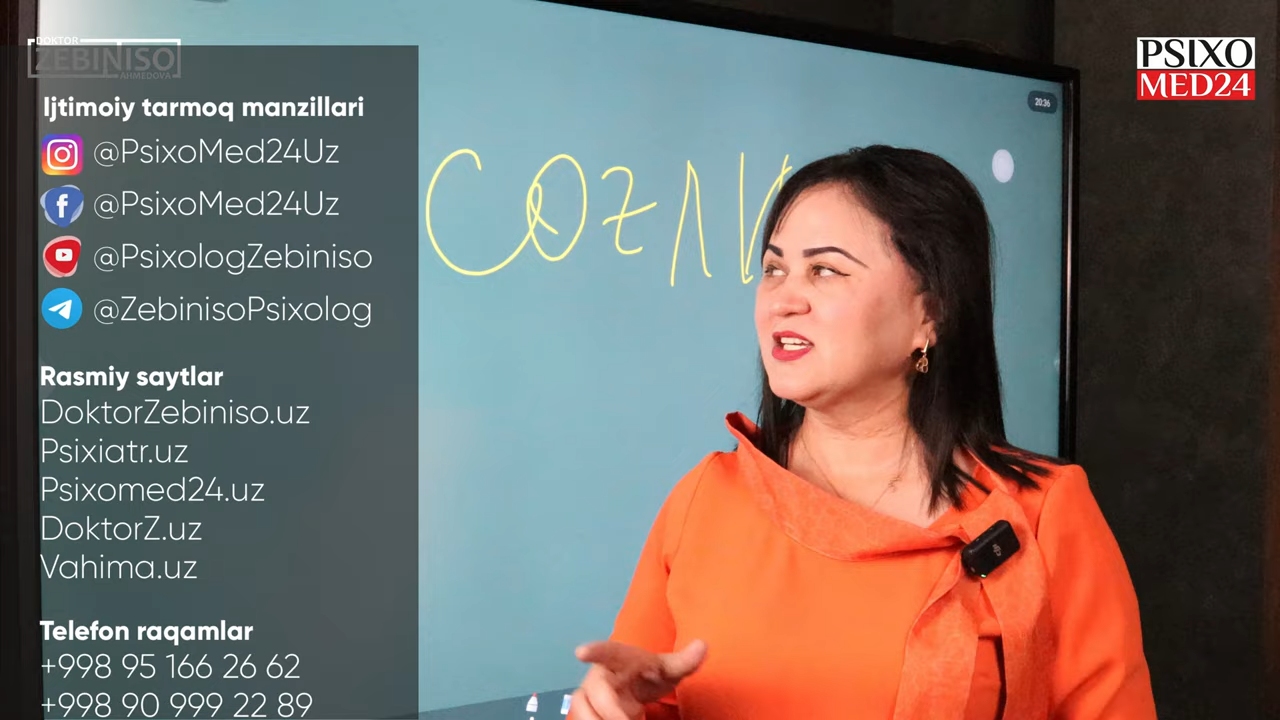 DOKTOR
ZEBINISO
AHMEDOVA
PSIXO
MED24
20:36
Ijtimoiy tarmoq manzillari
@PsixoMed24Uz
@PsixoMed24Uz
@PsixologZebiniso
@ZebinisoPsixolog
Rasmiy saytlar
DoktorZebiniso.uz
Psixiatr.uz
Psixomed24.uz
DoktorZ.uz
Vahima.uz
Telefon raqamlar
+998 95 166 26 62
+998 90 999 22 89